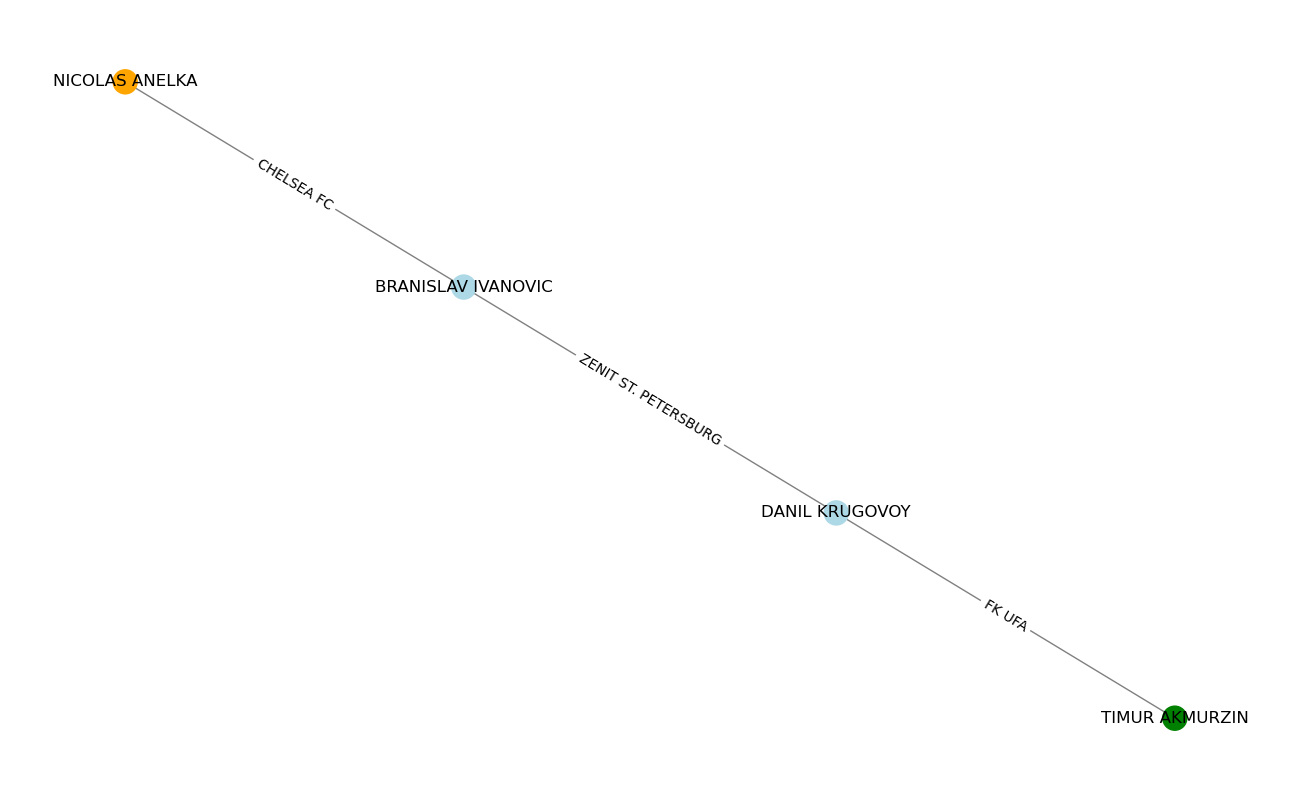 NICOLAS ANELKA
CHELSEA FC
BRANISLAV IVANOVIC
ZENIT ST. PETERSBURG
DANIL KRUGOVOY
FK UFA
TIMUR AKMURZIN